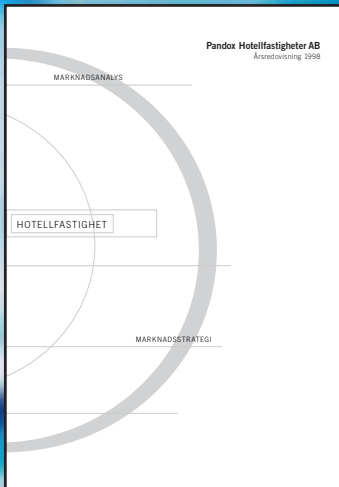 Pandox Hotellfastigheter AB
Årsredovisning 1998
MARKNADSANALYS
HOTELLFASTIGHET
MARKNADSSTRATEGI